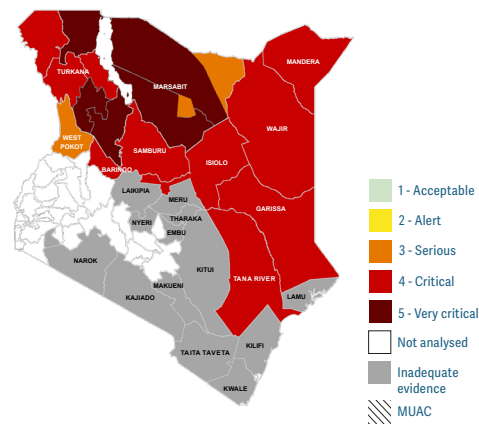 MANDERA
TURKANA
MARSABIT
WAJIR
WEST
POKOT
SAMBURU
ISIOLO
BARINGO
LAIKIPIA
MERU
GARISSA
THARAKA
NYERI
EMBU
NAROK
KITUI
TANA RIVER
MAKUENI
KAJIADO
LAMU
KILIFI
TAITA TAVETA
KWALE
1 - Acceptable
2 - Alert
3 - Serious
4 - Critical
5 - Very critical
Not analysed
Inadequate
evidence
MUAC